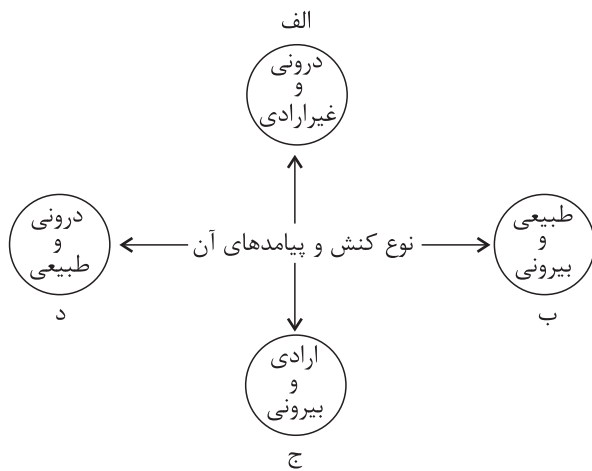 الف
درونی
و
غیرارادی
طبیعی
و
بیرونی
ب
نوع کنش و پیامدهای آن
درونی
و
طبیعی
د
ارادی
و
بیرونی
ج